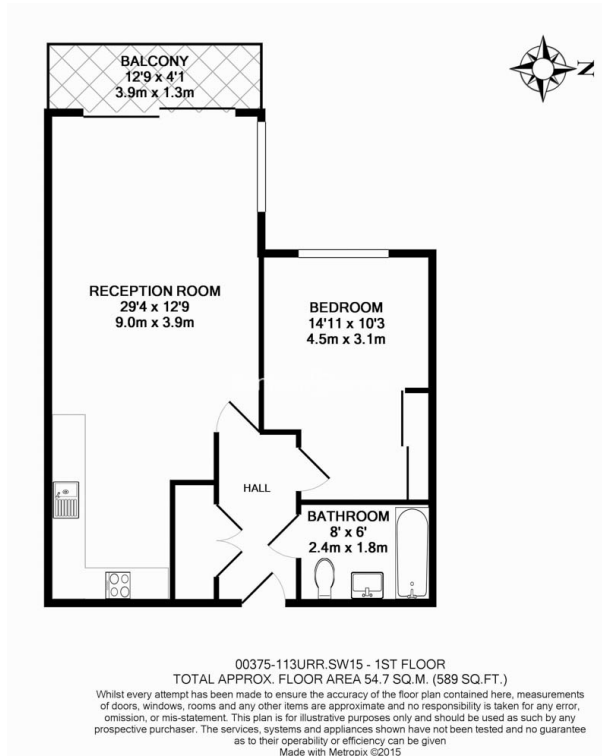 BALCONY
12'9 x 4'1
3.9m x 1.3m
N
RECEPTION ROOM
29'4 x 12'9
9.0m x 3.9m
BEDROOM
14'11 x 10'3
4.5m x 3.1m
HALL
BATHROOM
8' x 6'
2.4m x 1.8m
00375-113URR.SW15 - 1ST FLOOR
TOTAL APPROX. FLOOR AREA 54.7 SQ.M. (589 SQ.FT.)
Whilst every attempt has been made to ensure the accuracy of the floor plan contained here, measurements
of doors, windows, rooms and any other items are approximate and no responsibility is taken for any error,
omission, or mis-statement. This plan is for illustrative purposes only and should be used as such by any
prospective purchaser. The services, systems and appliances shown have not been tested and no guarantee
as to their operability or efficiency can be given
Made with Metropix ©2015